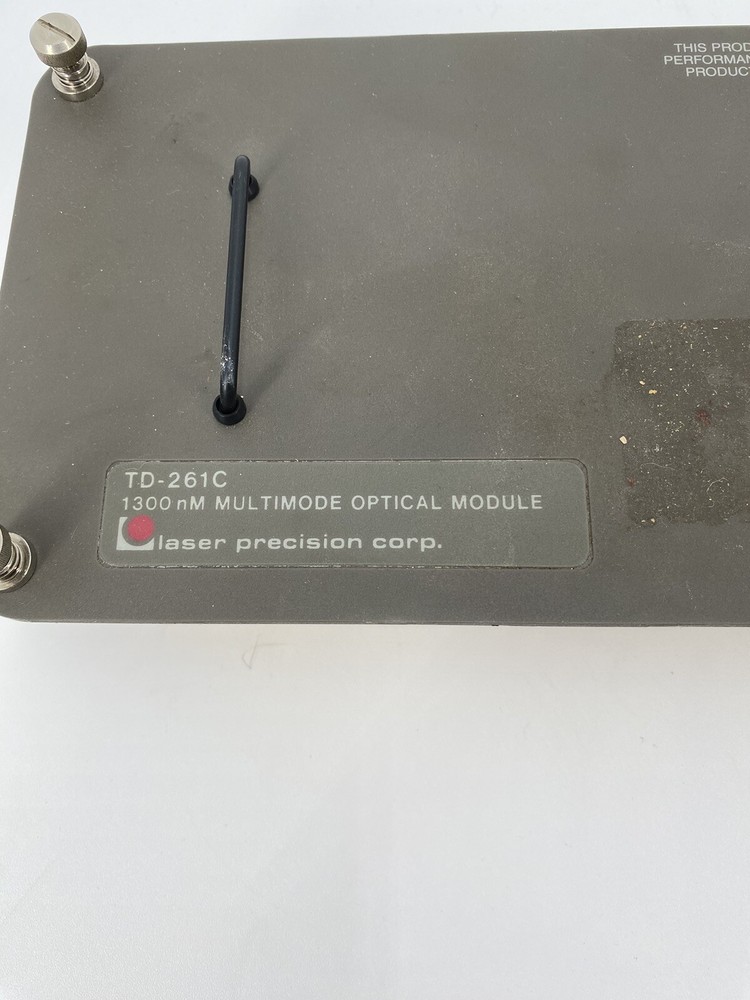 THIS PROD
PERFORMAN
PRODUCT
TD-261C
1300 nM MULTIMODE OPTICAL MODULE
laser precision corp.